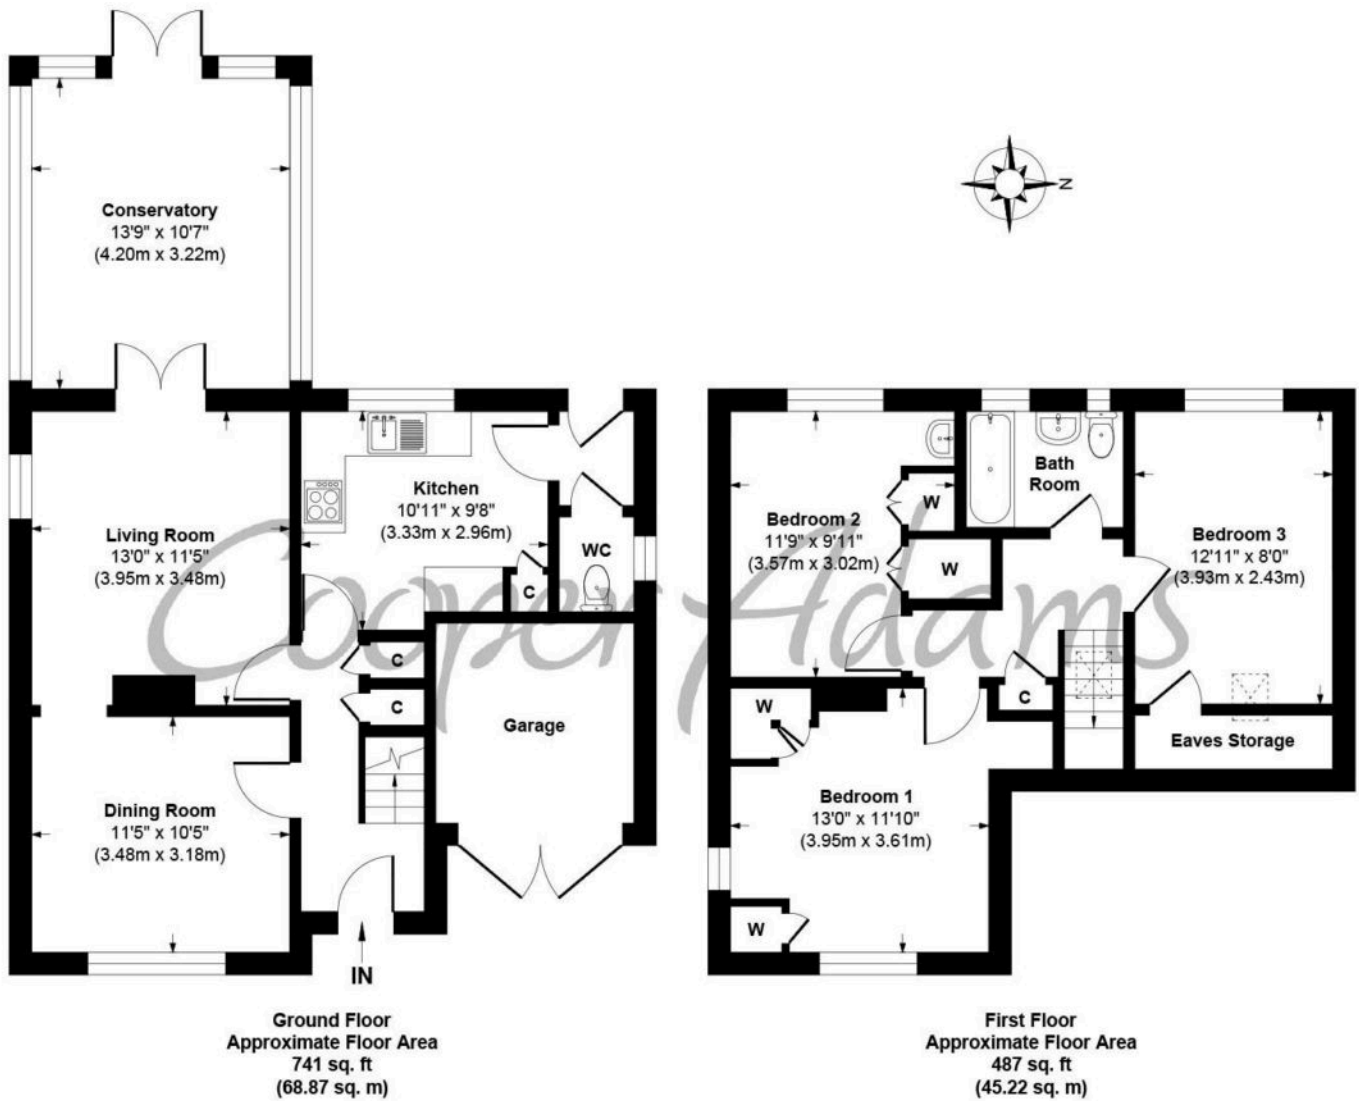 Conservatory
13'9" x 10'7"
(4.20m x 3.22m)
N
Living Room
13'0" x 11'5"
(3.95m x 3.48m)
Kitchen
10'11" x 9'8"
(3.33m x 2.96m)
WC
C
C
C
Garage
Dining Room
11'5" x 10'5"
(3.48m x 3.18m)
IN
Bedroom 2
11'9" x 9'11"
(3.57m x 3.02m)
W
W
Bath
Room
Bedroom 3
12'11" x 8'0"
(3.93m x 2.43m)
C
W
Eaves Storage
Bedroom 1
13'0" x 11'10"
(3.95m x 3.61m)
W
Cooper Adams
Ground Floor
Approximate Floor Area
741 sq. ft
(68.87 sq. m)
First Floor
Approximate Floor Area
487 sq. ft
(45.22 sq. m)